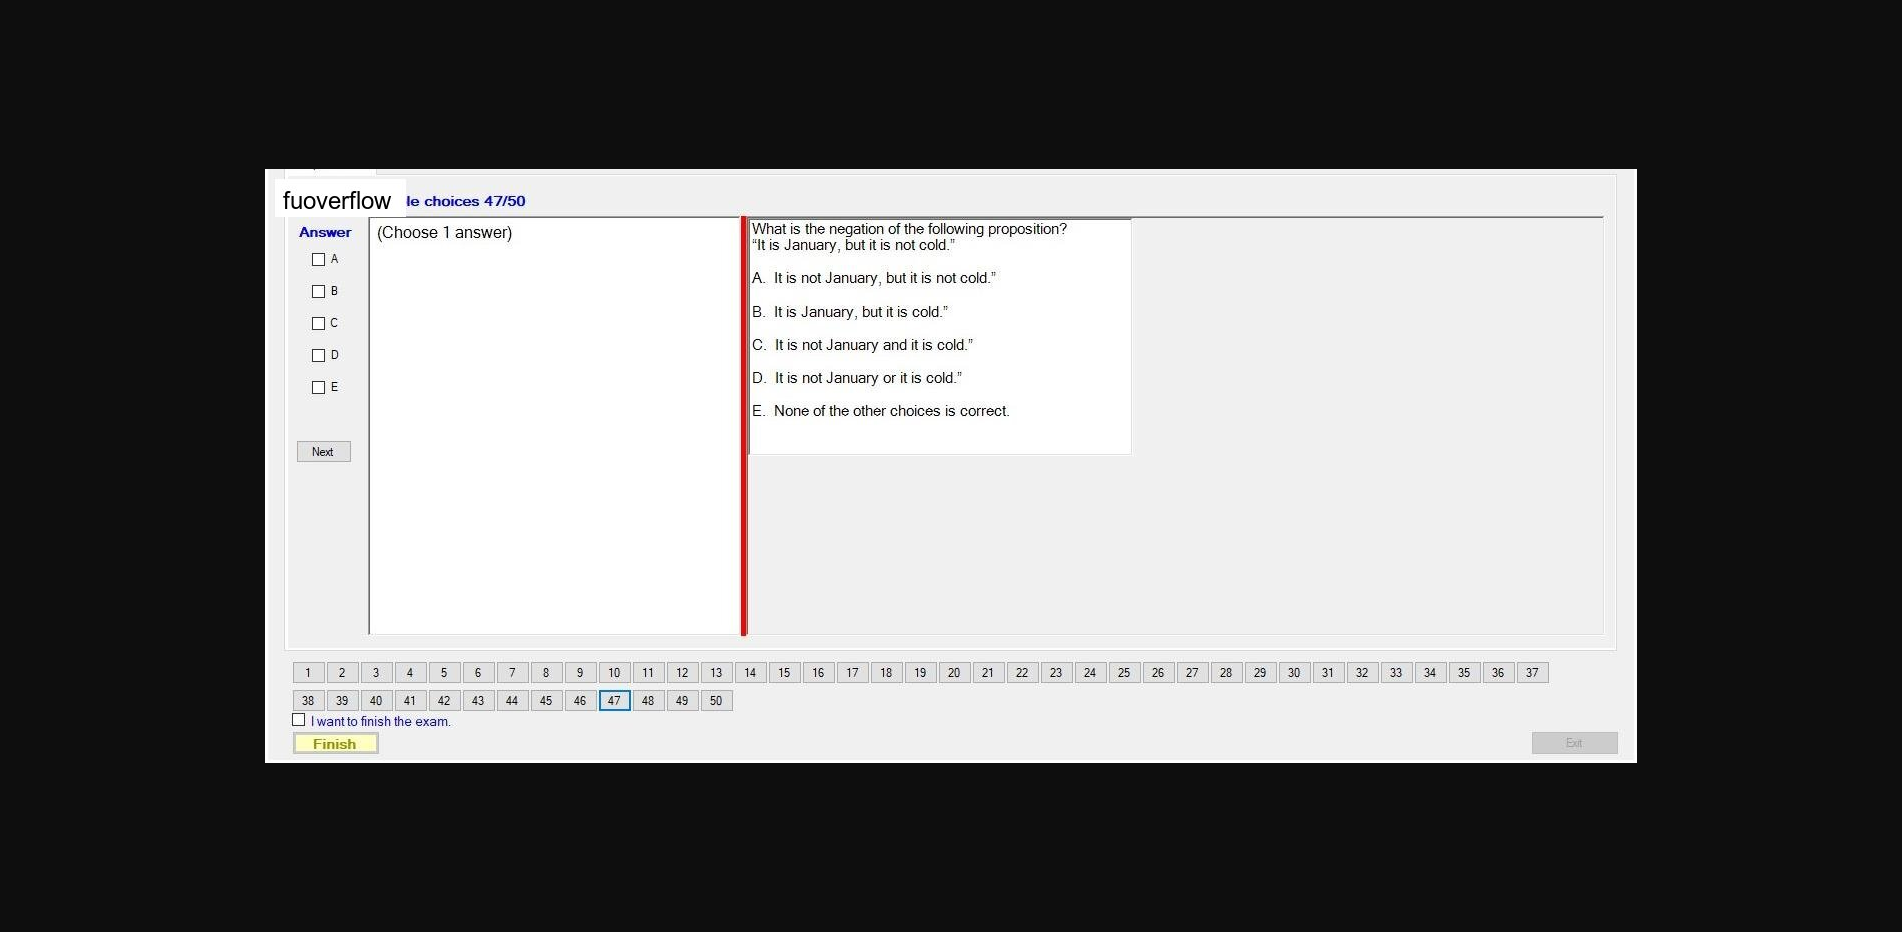 fuoverflow le choices 47/50
Answer
(Choose 1 answer)
A
B
C
D
E
Next
What is the negation of the following proposition?
“It is January, but it is not cold.”
A. It is not January, but it is not cold.”
B. It is January, but it is cold.”
C. It is not January and it is cold.”
D. It is not January or it is cold.”
E. None of the other choices is correct.
1 2 3 4 5 6 7 8 9 10 11 12 13 14 15 16 17 18 19 20 21 22 23 24 25 26 27 28 29 30 31 32 33 34 35 36 37
38 39 40 41 42 43 44 45 46 47 48 49 50
I want to finish the exam.
Finish
Exit